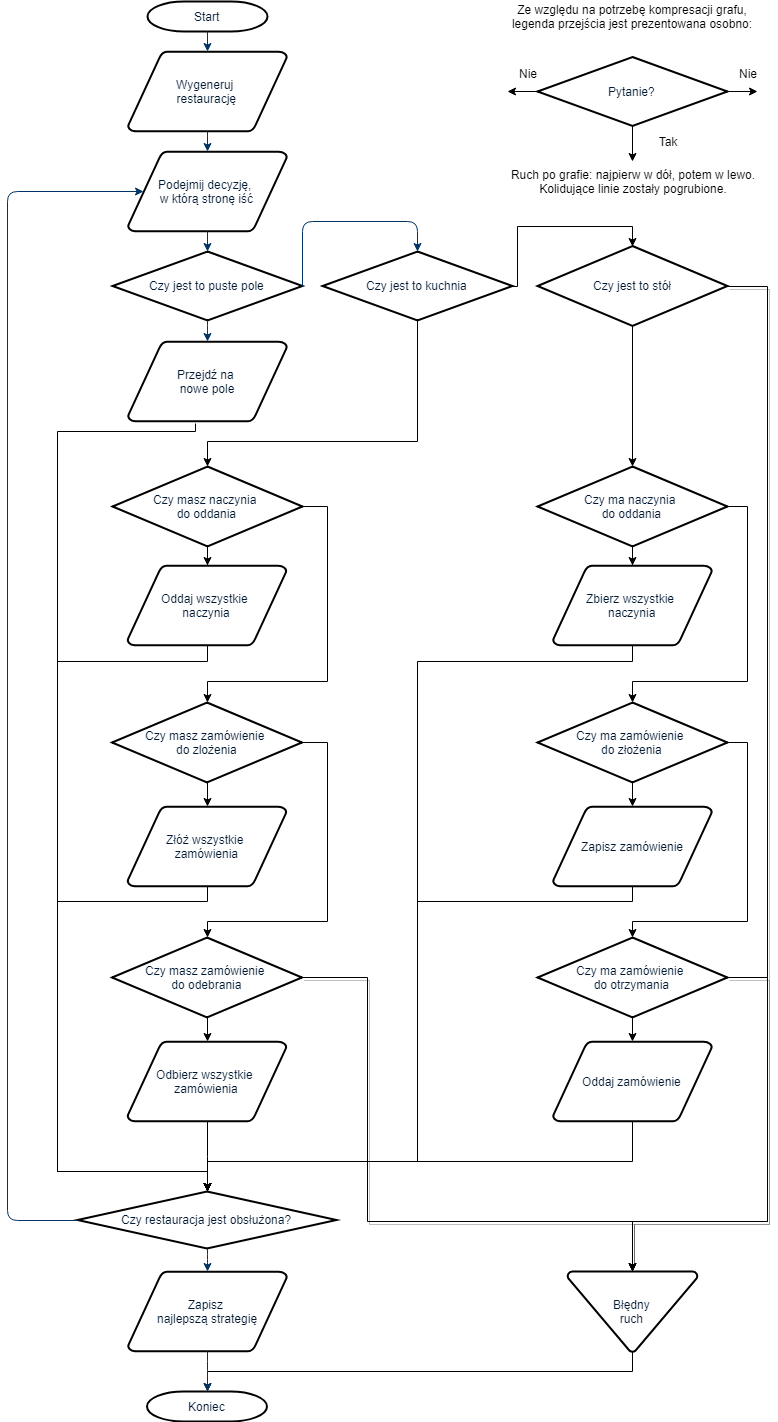 Start
Ze względu na potrzebę kompresacji grafu,
legenda przejścia jest prezentowana osobno:
Nie
Nie
Pytanie?
Tak
Ruch po grafie: najpierw w dół, potem w lewo.
Kolidujące linie zostały pogrubione.
Wygeneruj
restaurację
Podejmij decyzję,
w którą stronę iść
Czy jest to puste pole
Czy jest to kuchnia
Czy jest to stół
Przejdź na
nowe pole
Czy masz naczynia
do oddania
Czy ma naczynia
do oddania
Oddaj wszystkie
naczynia
Zbierz wszystkie
naczynia
Czy masz zamówienie
do zlożenia
Czy ma zamówienie
do złożenia
Złóż wszystkie
zamówienia
Zapisz zamówienie
Czy masz zamówienie
do odebrania
Czy ma zamówienie
do otrzymania
Odbierz wszystkie
zamówienia
Oddaj zamówienie
Czy restauracja jest obsłużona?
Zapisz
najlepszą strategię
Błędny
ruch
Koniec